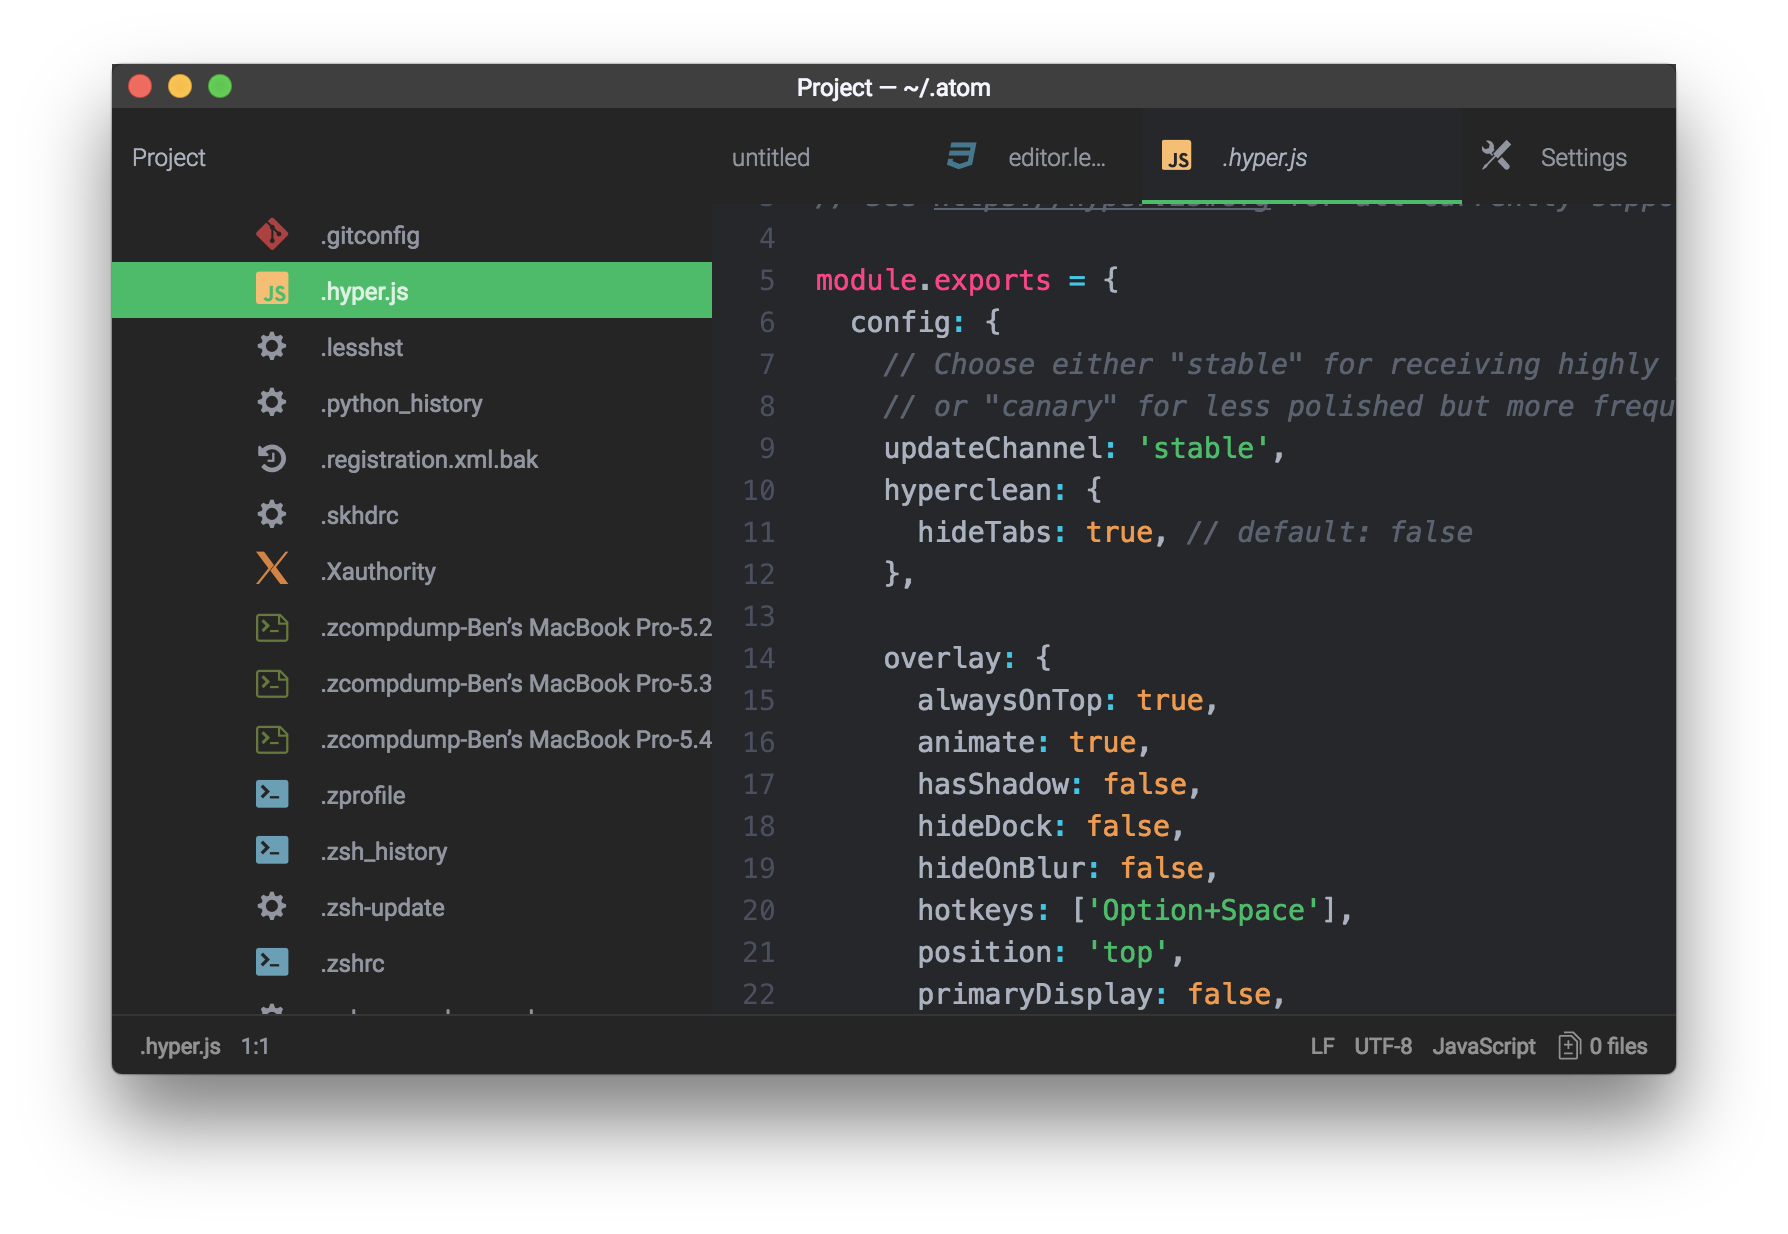 Project — ~/.atom
Project
untitled
editor.le...
JS
.hyper.js
Settings
.gitconfig
JS
.hyper.js
.lesshst
.python_history
.registration.xml.bak
.skhdrc
.Xauthority
.zcompdump-Ben’s MacBook Pro-5.2
.zcompdump-Ben’s MacBook Pro-5.3
.zcompdump-Ben’s MacBook Pro-5.4
.zprofile
.zsh_history
.zsh-update
.zshrc
4
5 module.exports = {
6 config: {
7 // Choose either "stable" for receiving highly
8 // or "canary" for less polished but more frequ
9 updateChannel: 'stable',
10 hyperclean: {
11 hideTabs: true, // default: false
12 },
13
14 overlay: {
15 alwaysOnTop: true,
16 animate: true,
17 hasShadow: false,
18 hideDock: false,
19 hideOnBlur: false,
20 hotkeys: ['Option+Space'],
21 position: 'top',
22 primaryDisplay: false,
.hyper.js 1:1
LF UTF-8 JavaScript 0 files